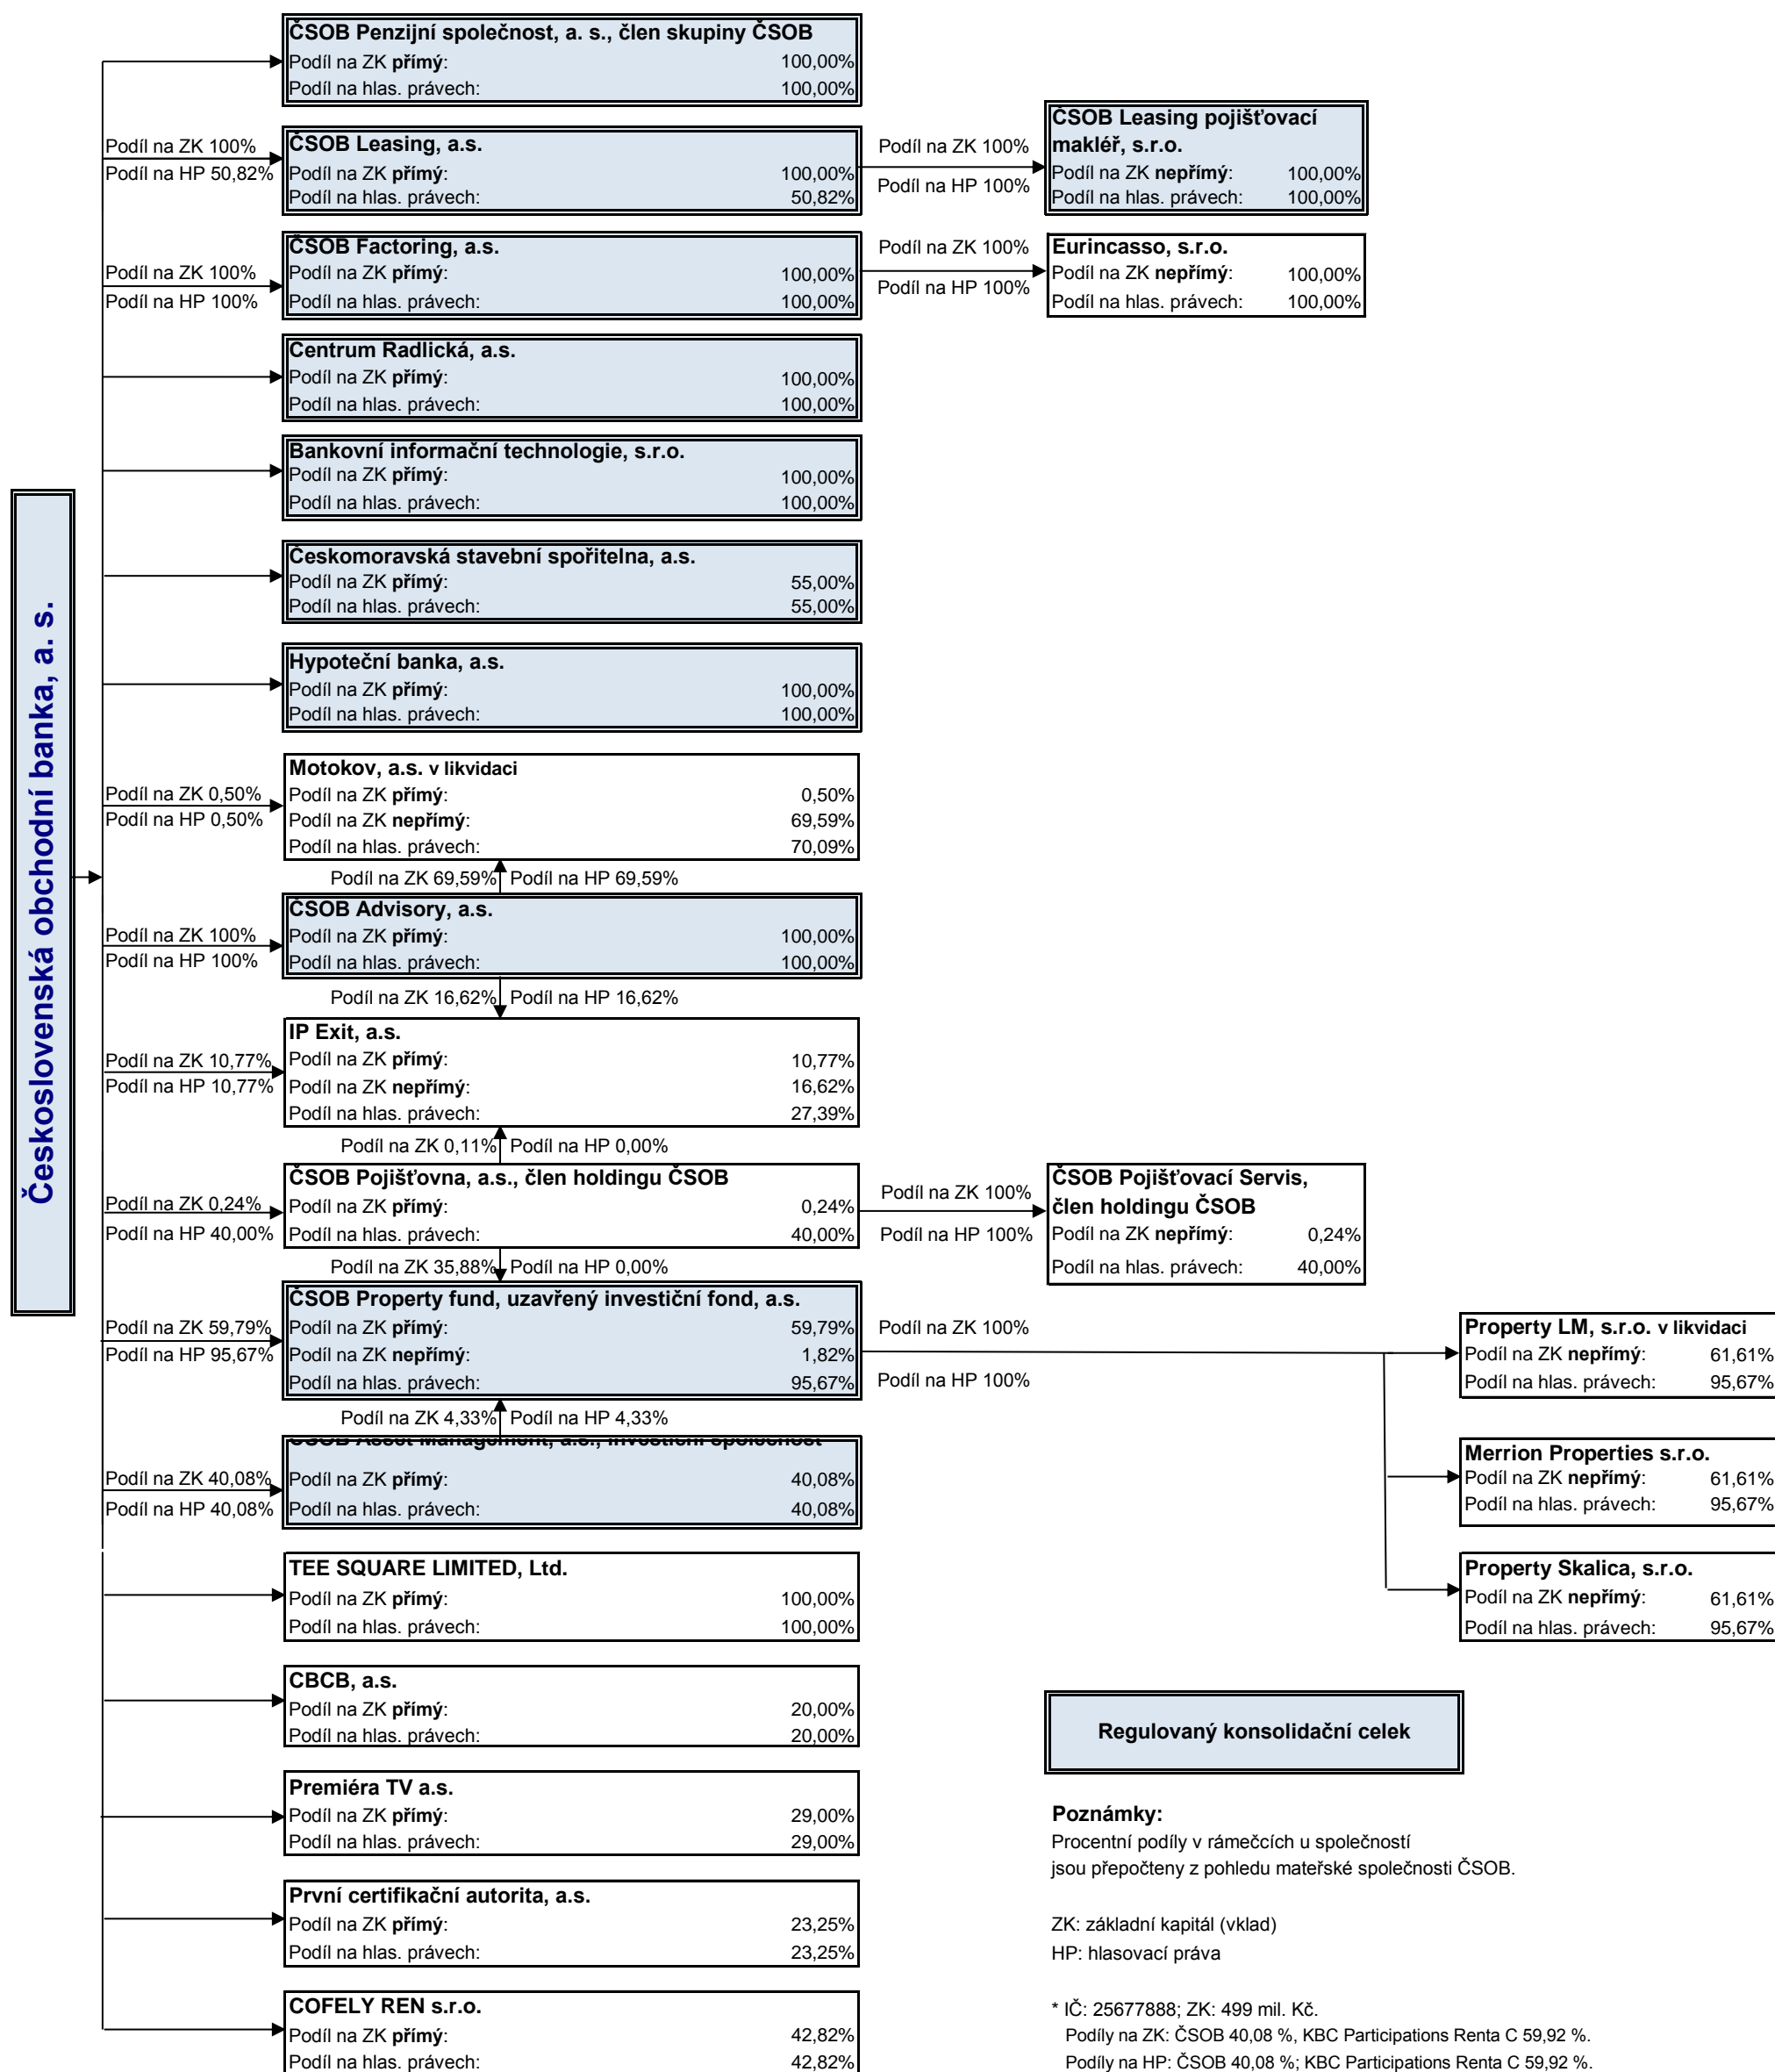 Československá obchodní banka, a. s.
ČSOB Penzijní společnost, a. s., člen skupiny ČSOB
Podíl na ZK přímý: 100,00%
Podíl na hlas. právech: 100,00%
Podíl na ZK 100%
Podíl na HP 50,82%
ČSOB Leasing, a.s.
Podíl na ZK přímý: 100,00%
Podíl na hlas. právech: 50,82%
Podíl na ZK 100%
Podíl na HP 100%
ČSOB Leasing pojišťovací
makléř, s.r.o.
Podíl na ZK nepřímý: 100,00%
Podíl na hlas. právech: 100,00%
Podíl na ZK 100%
Podíl na HP 100%
ČSOB Factoring, a.s.
Podíl na ZK přímý: 100,00%
Podíl na hlas. právech: 100,00%
Podíl na ZK 100%
Podíl na HP 100%
Eurincasso, s.r.o.
Podíl na ZK nepřímý: 100,00%
Podíl na hlas. právech: 100,00%
Centrum Radlická, a.s.
Podíl na ZK přímý: 100,00%
Podíl na hlas. právech: 100,00%
Bankovní informační technologie, s.r.o.
Podíl na ZK přímý: 100,00%
Podíl na hlas. právech: 100,00%
Českomoravská stavební spořitelna, a.s.
Podíl na ZK přímý: 55,00%
Podíl na hlas. právech: 55,00%
Hypoteční banka, a.s.
Podíl na ZK přímý: 100,00%
Podíl na hlas. právech: 100,00%
Podíl na ZK 0,50%
Podíl na HP 0,50%
Motokov, a.s. v likvidaci
Podíl na ZK přímý: 0,50%
Podíl na ZK nepřímý: 69,59%
Podíl na hlas. právech: 70,09%
Podíl na ZK 69,59% Podíl na HP 69,59%
Podíl na ZK 100%
Podíl na HP 100%
ČSOB Advisory, a.s.
Podíl na ZK přímý: 100,00%
Podíl na hlas. právech: 100,00%
Podíl na ZK 16,62% Podíl na HP 16,62%
Podíl na ZK 10,77%
Podíl na HP 10,77%
IP Exit, a.s.
Podíl na ZK přímý: 10,77%
Podíl na ZK nepřímý: 16,62%
Podíl na hlas. právech: 27,39%
Podíl na ZK 0,11% Podíl na HP 0,00%
Podíl na ZK 0,24%
Podíl na HP 40,00%
ČSOB Pojišťovna, a.s., člen holdingu ČSOB
Podíl na ZK přímý: 0,24%
Podíl na hlas. právech: 40,00%
Podíl na ZK 100%
Podíl na HP 100%
ČSOB Pojišťovací Servis,
člen holdingu ČSOB
Podíl na ZK nepřímý: 0,24%
Podíl na hlas. právech: 40,00%
Podíl na ZK 35,88% Podíl na HP 0,00%
Podíl na ZK 59,79%
Podíl na HP 95,67%
ČSOB Property fund, uzavřený investiční fond, a.s.
Podíl na ZK přímý: 59,79%
Podíl na ZK nepřímý: 1,82%
Podíl na hlas. právech: 95,67%
Podíl na ZK 100%
Podíl na HP 100%
Property LM, s.r.o. v likvidaci
Podíl na ZK nepřímý: 61,61%
Podíl na hlas. právech: 95,67%
Podíl na ZK 4,33% Podíl na HP 4,33%
Podíl na ZK 40,08%
Podíl na HP 40,08%
ČSOB Asset Management, a.s., investiční společnost
Podíl na ZK přímý: 40,08%
Podíl na hlas. právech: 40,08%
Merrion Properties s.r.o.
Podíl na ZK nepřímý: 61,61%
Podíl na hlas. právech: 95,67%
TEE SQUARE LIMITED, Ltd.
Podíl na ZK přímý: 100,00%
Podíl na hlas. právech: 100,00%
Property Skalica, s.r.o.
Podíl na ZK nepřímý: 61,61%
Podíl na hlas. právech: 95,67%
CBCB, a.s.
Podíl na ZK přímý: 20,00%
Podíl na hlas. právech: 20,00%
Premiéra TV a.s.
Podíl na ZK přímý: 29,00%
Podíl na hlas. právech: 29,00%
První certifikační autorita, a.s.
Podíl na ZK přímý: 23,25%
Podíl na hlas. právech: 23,25%
COFELY REN s.r.o.
Podíl na ZK přímý: 42,82%
Podíl na hlas. právech: 42,82%
Regulovaný konsolidační celek
Poznámky:
Procentní podíly v rámečcích u společností
jsou přepočteny z pohledu mateřské společnosti ČSOB.
ZK: základní kapitál (vklad)
HP: hlasovací práva
* IČ: 25677888; ZK: 499 mil. Kč.
Podíly na ZK: ČSOB 40,08 %, KBC Participations Renta C 59,92 %.
Podíly na HP: ČSOB 40,08 %; KBC Participations Renta C 59,92 %.